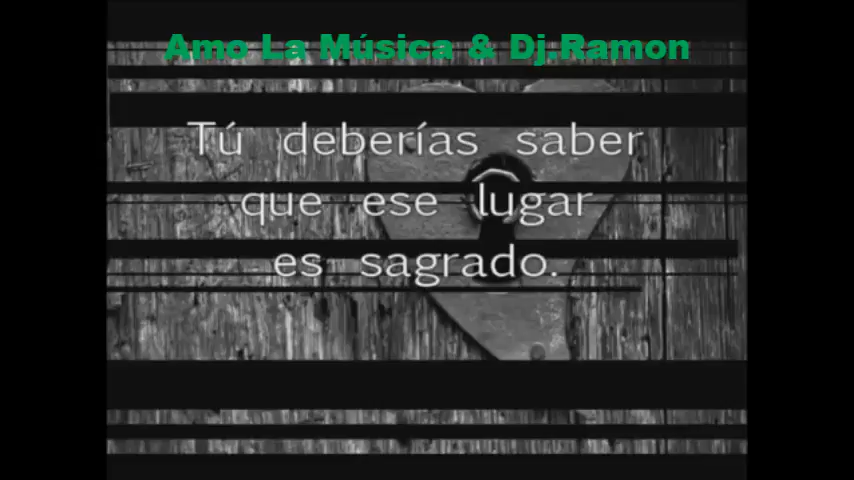 Amo La Música & Dj.Ramon
Tú deberías saber
que ese lugar
es sagrado.